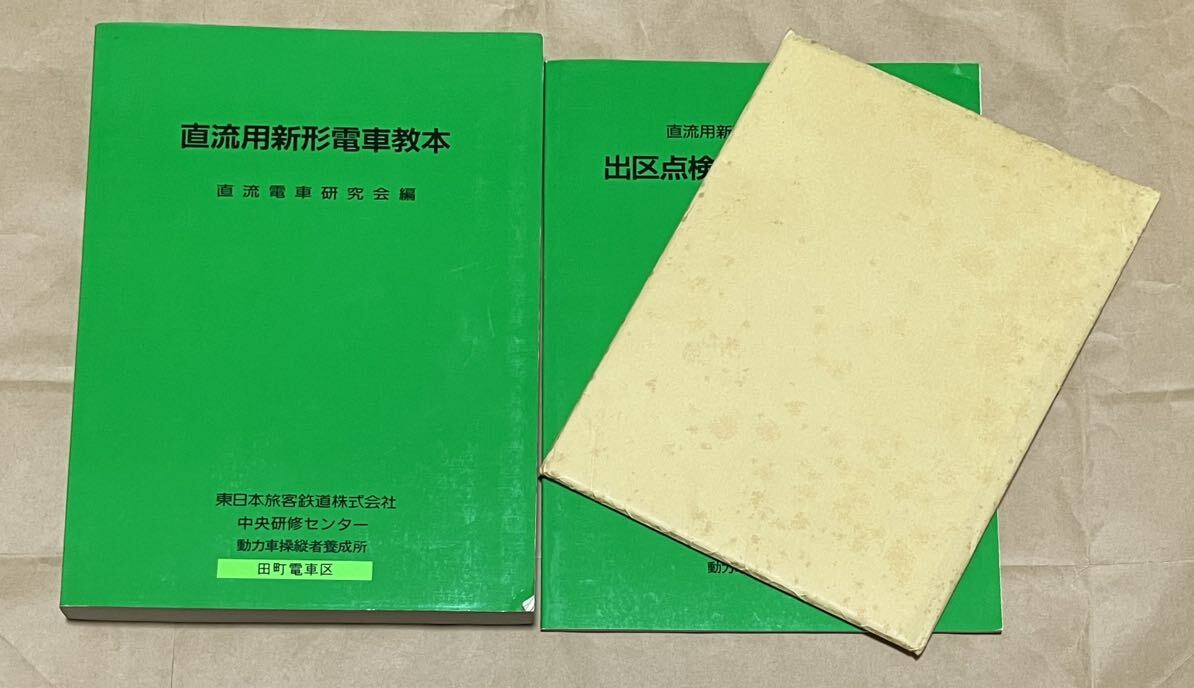 直流用新形電車教本
直流電車研究会編
東日本旅客鉄道株式会社
中央研修センター
動力車操縦者養成所
田町電車区
直流用新
出区点検
動力